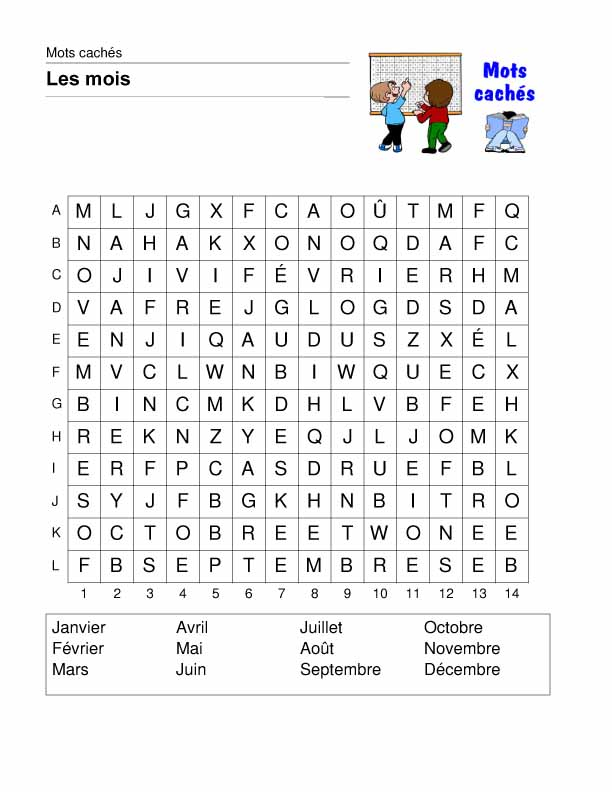 Mots cachés
Les mois
Mots
cachés
A M L J G X F C A O Û T M F Q
B N A H A K X O N O Q D A F C
C O J I V I F É V R I E R H M
D V A F R E J G L O G D S D A
E E N J I Q A U D U S Z X É L
F M V C L W N B I W Q U E C X
G B I N C M K D H L V B F E H
H R E K N Z Y E Q J L J O M K
I E R F P C A S D R U E F B L
J S Y J F B G K H N B I T R O
K O C T O B R E E T W O N E E
L F B S E P T E M B R E S E B
1 2 3 4 5 6 7 8 9 10 11 12 13 14
Janvier Avril Juillet Octobre
Février Mai Août Novembre
Mars Juin Septembre Décembre